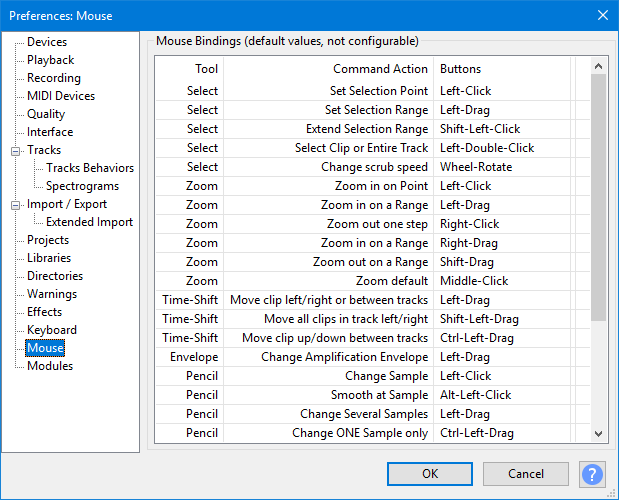 Preferences: Mouse
Devices
Playback
Recording
MIDI Devices
Quality
Interface
Tracks
Tracks Behaviors
Spectrograms
Import / Export
Extended Import
Projects
Libraries
Directories
Warnings
Effects
Keyboard
Mouse
Modules
Mouse Bindings (default values, not configurable)
Tool Command Action Buttons
Select Set Selection Point Left-Click
Select Set Selection Range Left-Drag
Select Extend Selection Range Shift-Left-Click
Select Select Clip or Entire Track Left-Double-Click
Select Change scrub speed Wheel-Rotate
Zoom Zoom in on Point Left-Click
Zoom Zoom in on a Range Left-Drag
Zoom Zoom out one step Right-Click
Zoom Zoom in on a Range Right-Drag
Zoom Zoom out on a Range Shift-Drag
Zoom Zoom default Middle-Click
Time-Shift Move clip left/right or between tracks Left-Drag
Time-Shift Move all clips in track left/right Shift-Left-Drag
Time-Shift Move clip up/down between tracks Ctrl-Left-Drag
Envelope Change Amplification Envelope Left-Drag
Pencil Change Sample Left-Click
Pencil Smooth at Sample Alt-Left-Click
Pencil Change Several Samples Left-Drag
Pencil Change ONE Sample only Ctrl-Left-Drag
OK Cancel ?